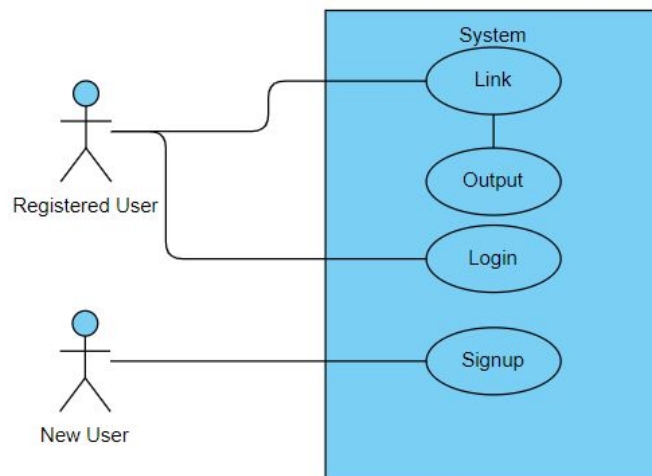 System
Link
Registered User
Output
Login
New User
Signup